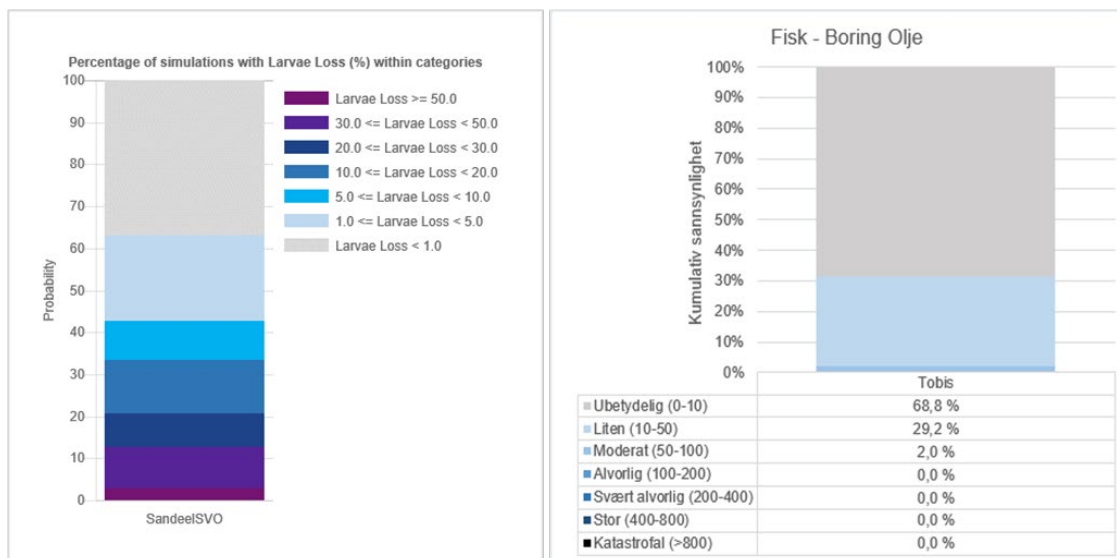 Percentage of simulations with Larvae Loss (%) within categories
100
90
80
70
60
50
40
30
20
10
0
Probability
SandeelSVO
Larvae Loss >= 50.0
30.0 <= Larvae Loss < 50.0
20.0 <= Larvae Loss < 30.0
10.0 <= Larvae Loss < 20.0
5.0 <= Larvae Loss < 10.0
1.0 <= Larvae Loss < 5.0
Larvae Loss < 1.0
Fisk - Boring Olje
100%
90%
80%
70%
60%
50%
40%
30%
20%
10%
0%
Kumulativ sannsynlighet
Tobis
Ubetydelig (0-10) 68,8 %
Liten (10-50) 29,2 %
Moderat (50-100) 2,0 %
Alvorlig (100-200) 0,0 %
Svært alvorlig (200-400) 0,0 %
Stor (400-800) 0,0 %
Katastrofal (>800) 0,0 %